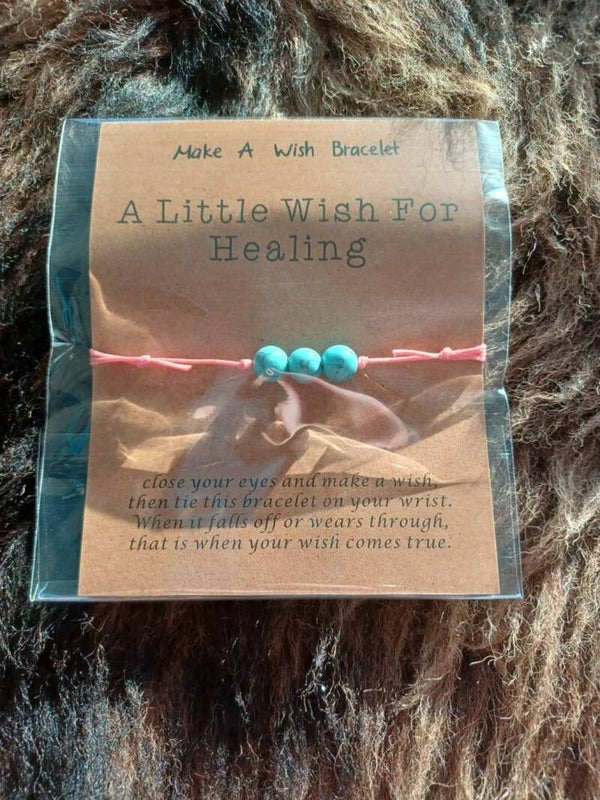 Make A Wish Bracelet
A Little Wish For
Healing
close your eyes and make a wish,
then tie this bracelet on your wrist.
When it falls off or wears through,
that is when your wish comes true.